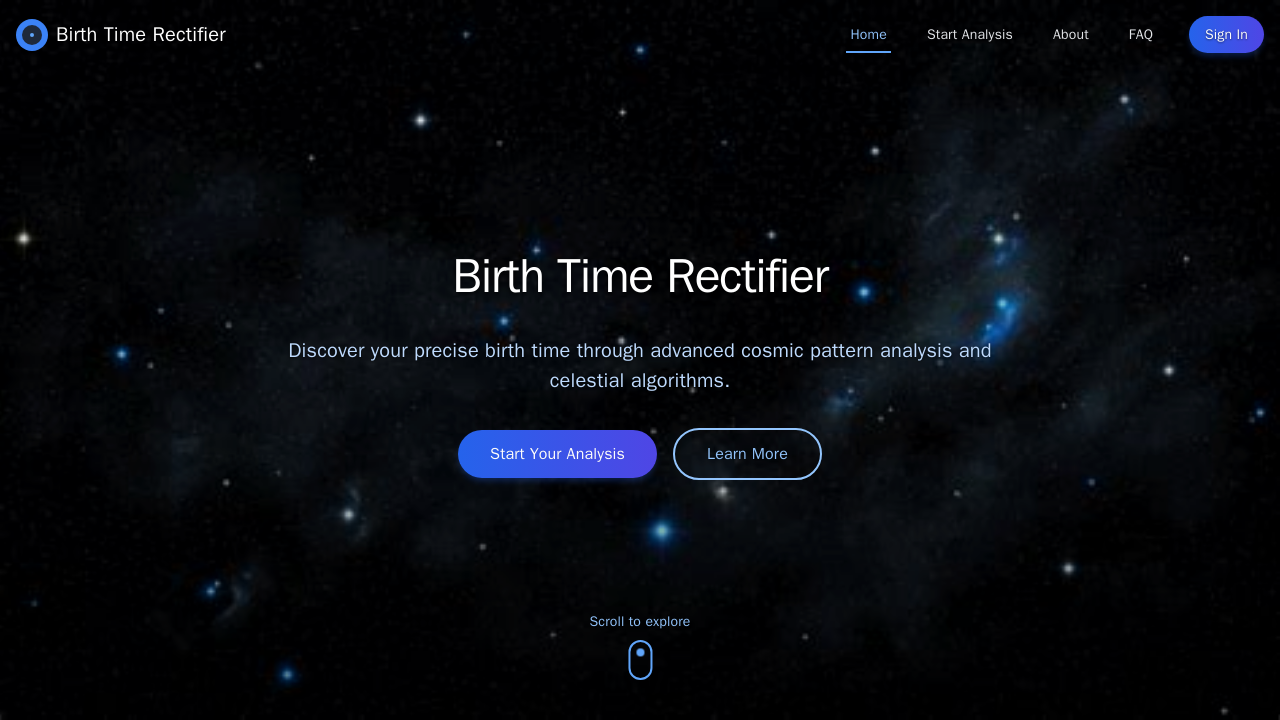 Birth Time Rectifier
Home
Start Analysis
About
FAQ
Sign In
Birth Time Rectifier
Discover your precise birth time through advanced cosmic pattern analysis and
celestial algorithms.
Start Your Analysis
Learn More
Scroll to explore